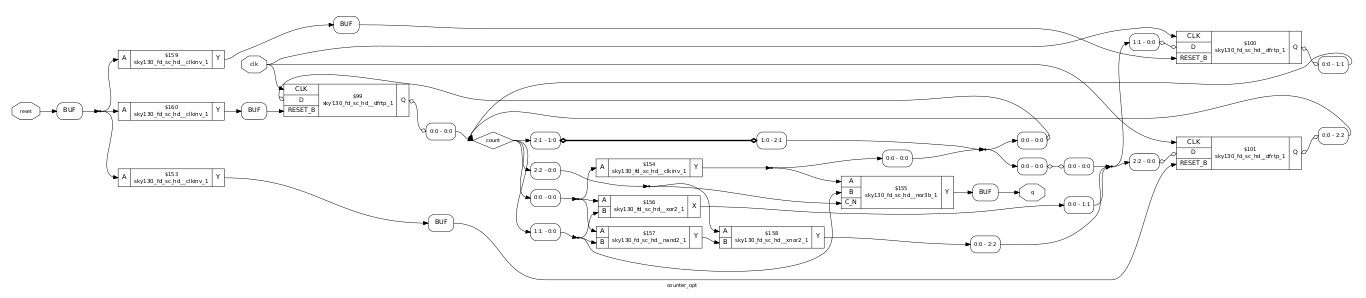 BUF
$159
A sky130_fd_sc_hd__clkinv_1 Y
clk
CLK
D
RESET_B
$100
sky130_fd_sc_hd__dfrtp_1
Q
1:1 - 0:0
0:0 - 1:1
reset
BUF
A $160 Y
sky130_fd_sc_hd__clkinv_1
BUF
CLK
D
RESET_B
$99
sky130_fd_sc_hd__dfrtp_1
Q
0:0 - 0:0
count
2:1 - 1:0
1:0 - 2:1
0:0 - 0:0
0:0 - 2:2
CLK
D
RESET_B
$101
sky130_fd_sc_hd__dfrtp_1
Q
2:2 - 0:0
0:0 - 0:0
0:0 - 0:0
0:0 - 0:0
2:2 - 0:0
A $154 Y
A $153 Y
sky130_fd_sc_hd__clkinv_1
A
B
C_N
$155
sky130_fd_sc_hd__nor3b_1
Y
BUF
q
0:0 - 0:0
A
B
$156
X
0:0 - 1:1
BUF
1:1 - 0:0
A
B
$157
sky130_fd_sc_hd__nand2_1
Y
A
B
$158
sky130_fd_sc_hd__xnor2_1
Y
0:0 - 2:2
counter_opt